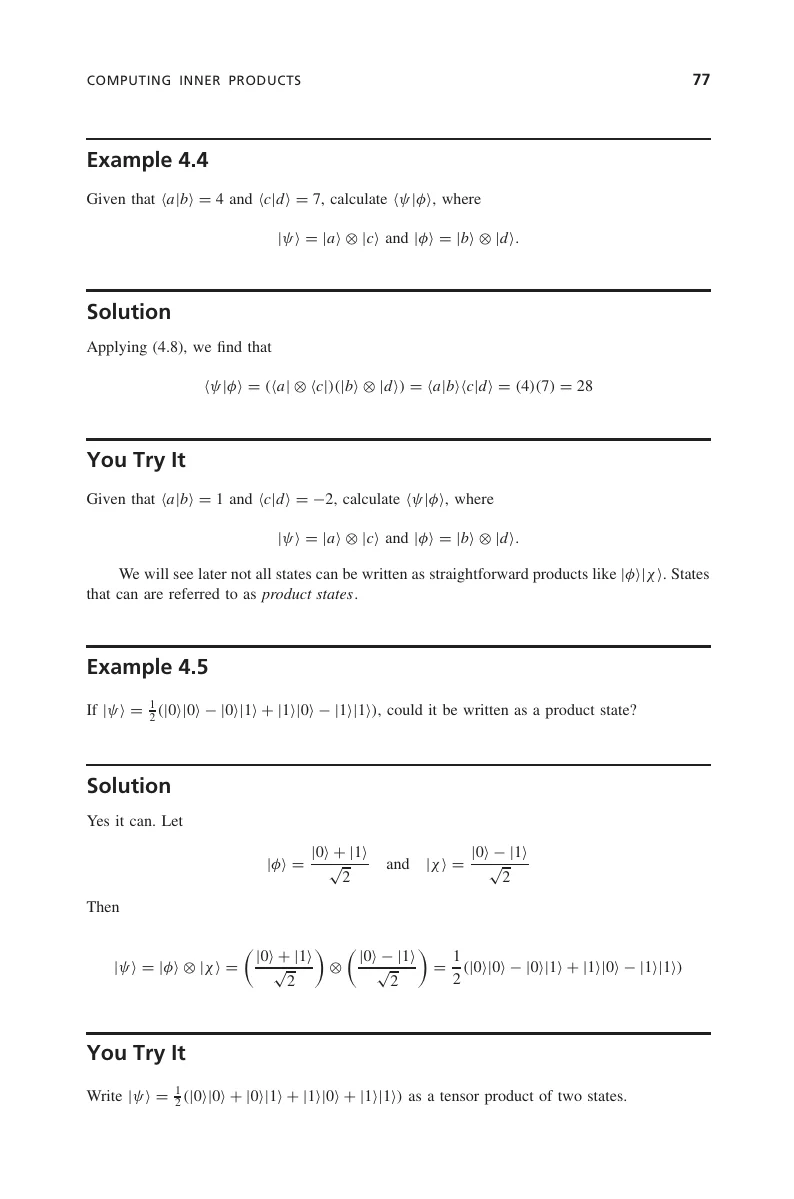 COMPUTING INNER PRODUCTS 77
Example 4.4
Given that ⟨a|b⟩ = 4 and ⟨c|d⟩ = 7, calculate ⟨ψ|ϕ⟩, where
|ψ⟩ = |a⟩ ⊗ |c⟩ and |ϕ⟩ = |b⟩ ⊗ |d⟩.
Solution
Applying (4.8), we find that
⟨ψ|ϕ⟩ = (⟨a| ⊗ ⟨c|)(|b⟩ ⊗ |d⟩) = ⟨a|b⟩⟨c|d⟩ = (4)(7) = 28
You Try It
Given that ⟨a|b⟩ = 1 and ⟨c|d⟩ = −2, calculate ⟨ψ|ϕ⟩, where
|ψ⟩ = |a⟩ ⊗ |c⟩ and |ϕ⟩ = |b⟩ ⊗ |d⟩.
We will see later not all states can be written as straightforward products like |ϕ⟩|χ⟩. States
that can are referred to as product states.
Example 4.5
If |ψ⟩ = 1/2(|0⟩|0⟩ − |0⟩|1⟩ + |1⟩|0⟩ − |1⟩|1⟩), could it be written as a product state?
Solution
Yes it can. Let
|ϕ⟩ = (|0⟩ + |1⟩)/√2 and |χ⟩ = (|0⟩ − |1⟩)/√2
Then
|ψ⟩ = |ϕ⟩ ⊗ |χ⟩ = ((|0⟩ + |1⟩)/√2) ⊗ ((|0⟩ − |1⟩)/√2) = 1/2(|0⟩|0⟩ − |0⟩|1⟩ + |1⟩|0⟩ − |1⟩|1⟩)
You Try It
Write |ψ⟩ = 1/2(|0⟩|0⟩ + |0⟩|1⟩ + |1⟩|0⟩ + |1⟩|1⟩) as a tensor product of two states.